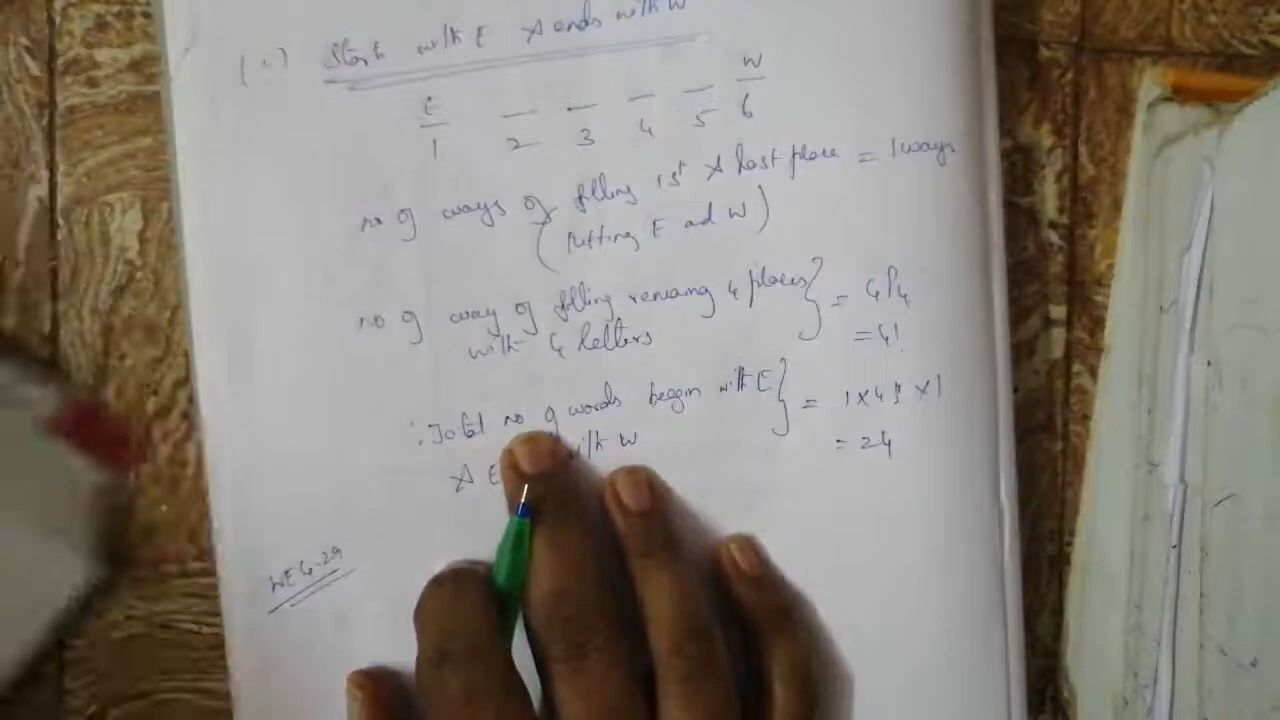 (i) Start with E & ends with W
E W
1 2 3 4 5 6
no of ways of filling 1st & last place = 1 ways
(Putting E and W)
no of way of filling remaing 4 places } = 4P4
with 4 letters = 4!
∴ Total no of words begin with E } = 1 x 4! x 1
& E with W = 24
WE 4.29